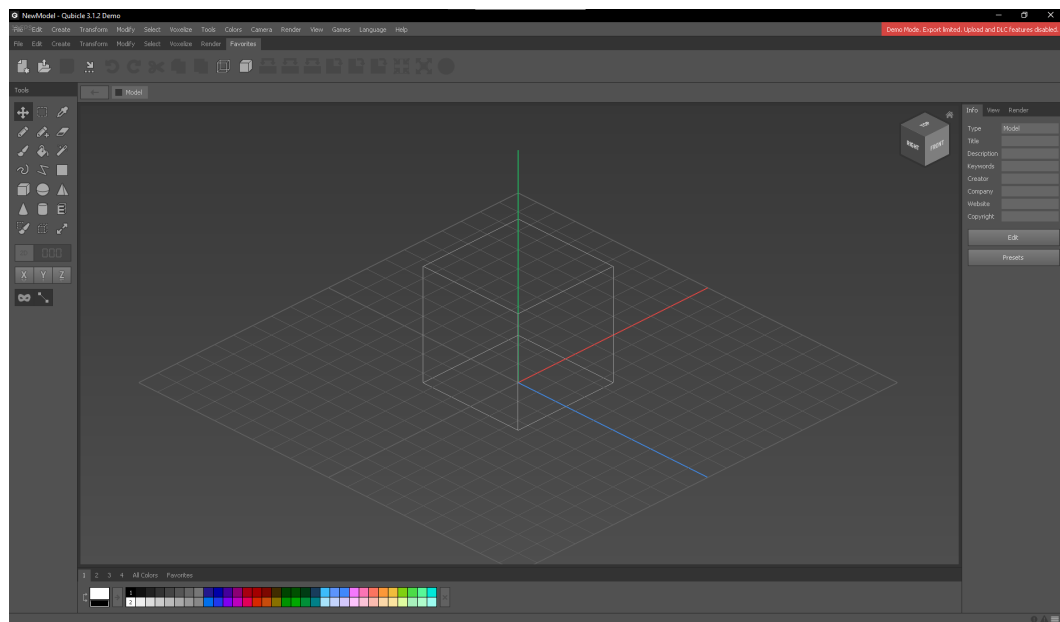 NewModel - Qubicle 3.1.2 Demo
File Edit Create Transform Modify Select Voxelize Tools Colors Camera Render View Games Language Help
Demo Mode. Export limited. Upload and DLC features disabled.
File Edit Create Transform Modify Select Voxelize Render Favorites
Tools
Model
X Y Z
TOP
RIGHT FRONT
Info View Render
Type Model
Title
Description
Keywords
Creator
Company
Website
Copyright
Edit
Presets
1 2 3 4 All Colors Favorites
1
2